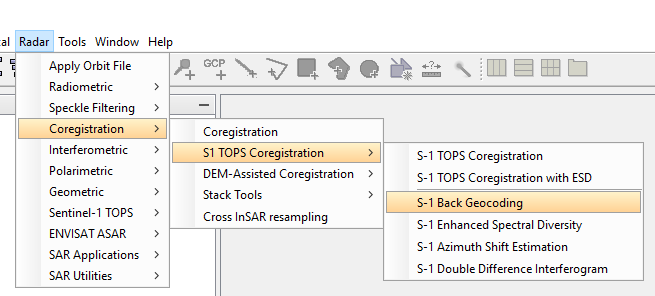 al Radar Tools Window Help
GCP
Apply Orbit File
Radiometric
Speckle Filtering
Coregistration
Interferometric
Polarimetric
Geometric
Sentinel-1 TOPS
ENVISAT ASAR
SAR Applications
SAR Utilities
Coregistration
S1 TOPS Coregistration
DEM-Assisted Coregistration
Stack Tools
Cross InSAR resampling
S-1 TOPS Coregistration
S-1 TOPS Coregistration with ESD
S-1 Back Geocoding
S-1 Enhanced Spectral Diversity
S-1 Azimuth Shift Estimation
S-1 Double Difference Interferogram